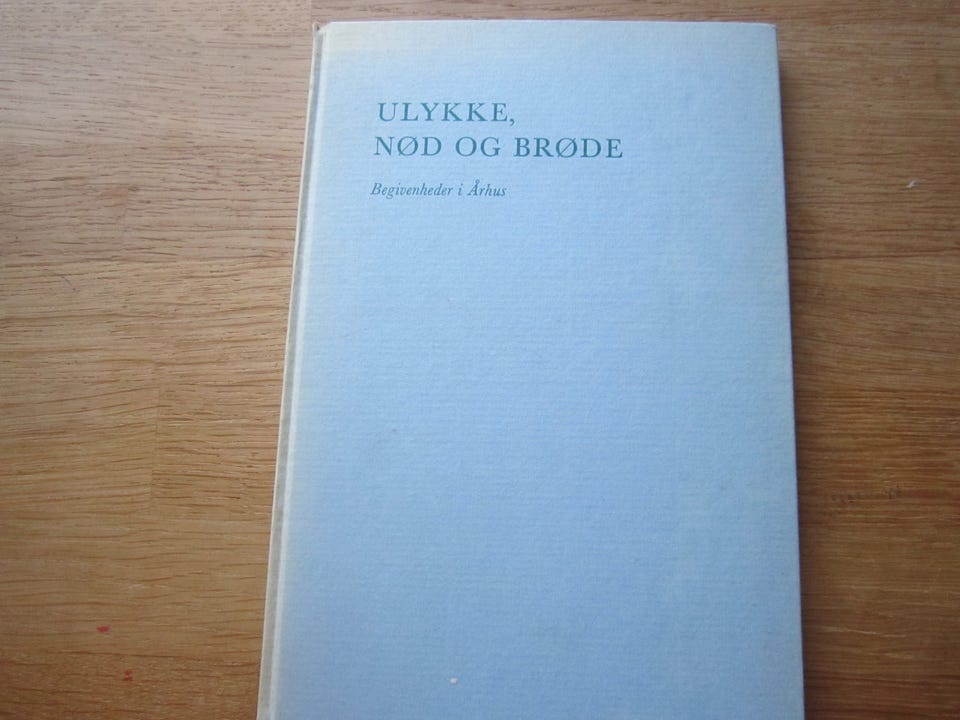 ULYKKE,
NØD OG BRØDE
Begivenheder i Århus